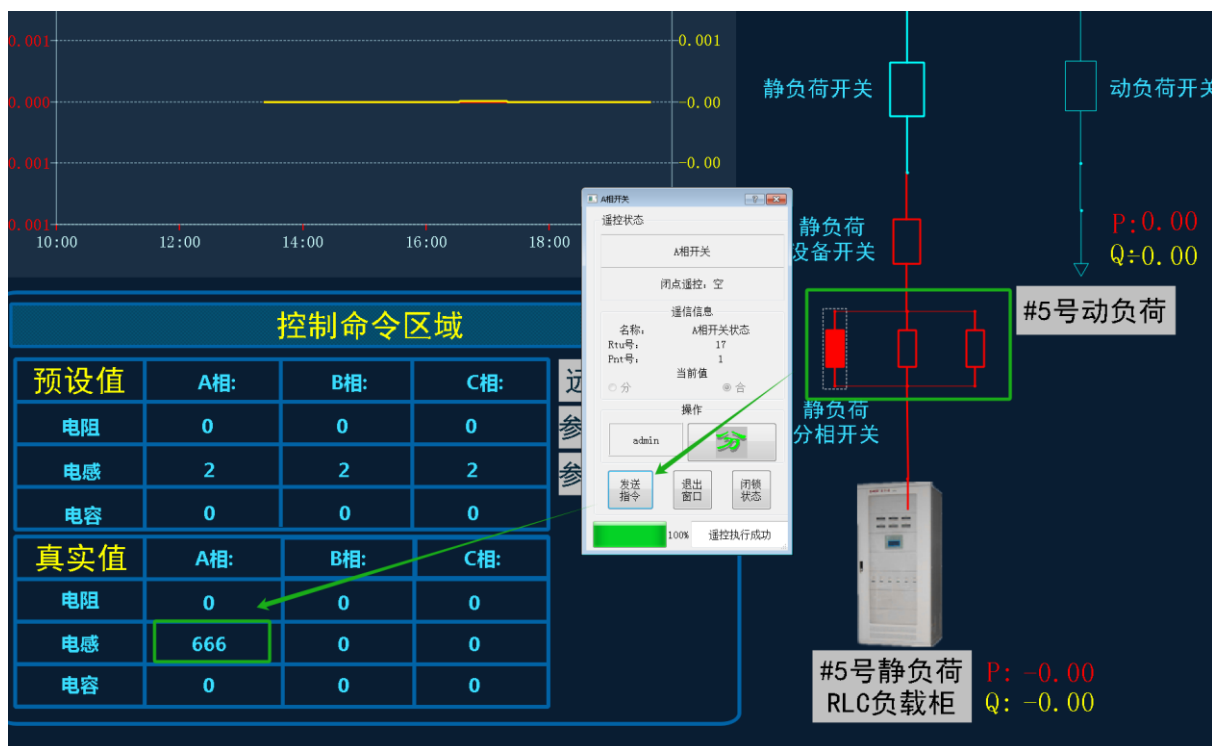 0.001
0.001
静负荷开关
动负荷开关
0.000
-0.00
0.001
-0.00
0.001
10:00 12:00 14:00 16:00 18:00
A相开关
遥控状态
A相开关
闭点遥控：空
遥信信息
名称： A相开关状态
Rtu号： 17
Pnt号： 1
当前值
分 合
操作
admin 分
发送指令 退出窗口 闭锁状态
100% 遥控执行成功
静负荷
设备开关
P:0.00
Q:0.00
#5号动负荷
静负荷
分相开关
控制命令区域
预设值 A相: B相: C相:
电阻 0 0 0
电感 2 2 2
电容 0 0 0
真实值 A相: B相: C相:
电阻 0 0 0
电感 666 0 0
电容 0 0 0
参
参
#5号静负荷
RLC负载柜
P: -0.00
Q: -0.00